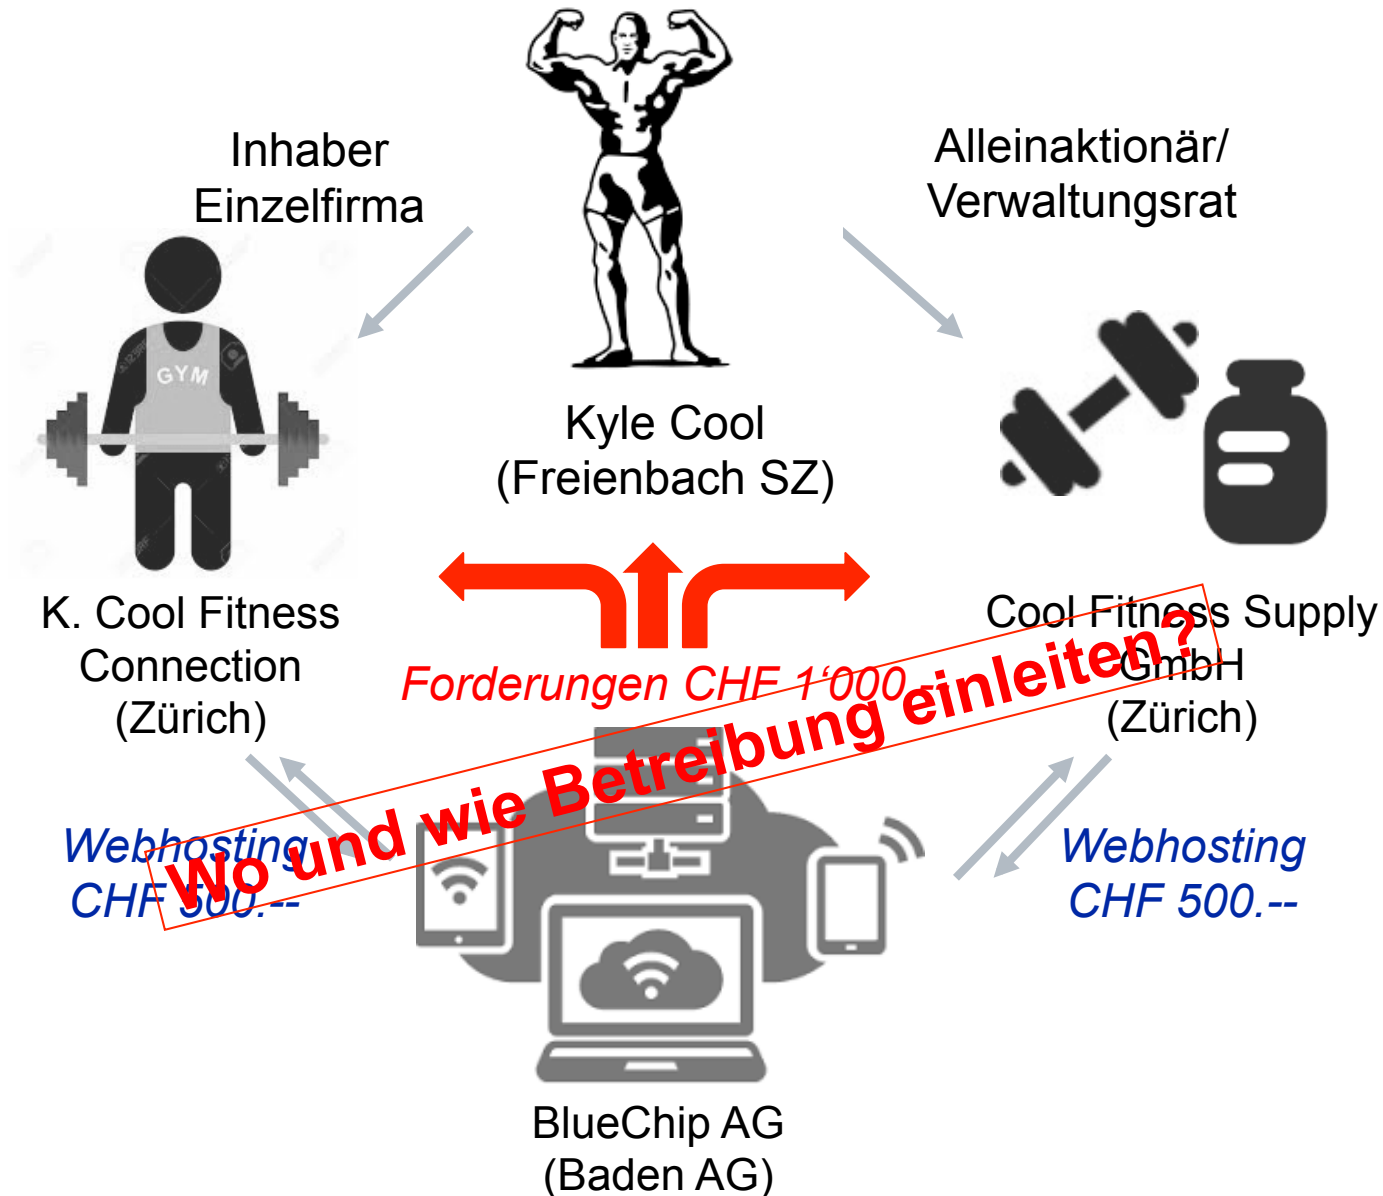 Inhaber
Einzelfirma
Alleinaktionär/
Verwaltungsrat
GYM
Kyle Cool
(Freienbach SZ)
K. Cool Fitness
Connection
(Zürich)
Cool Fitness Supply
GmbH
(Zürich)
Forderungen CHF 1‘000.--
Wo und wie Betreibung einleiten?
Webhosting
CHF 500.--
Webhosting
CHF 500.--
BlueChip AG
(Baden AG)